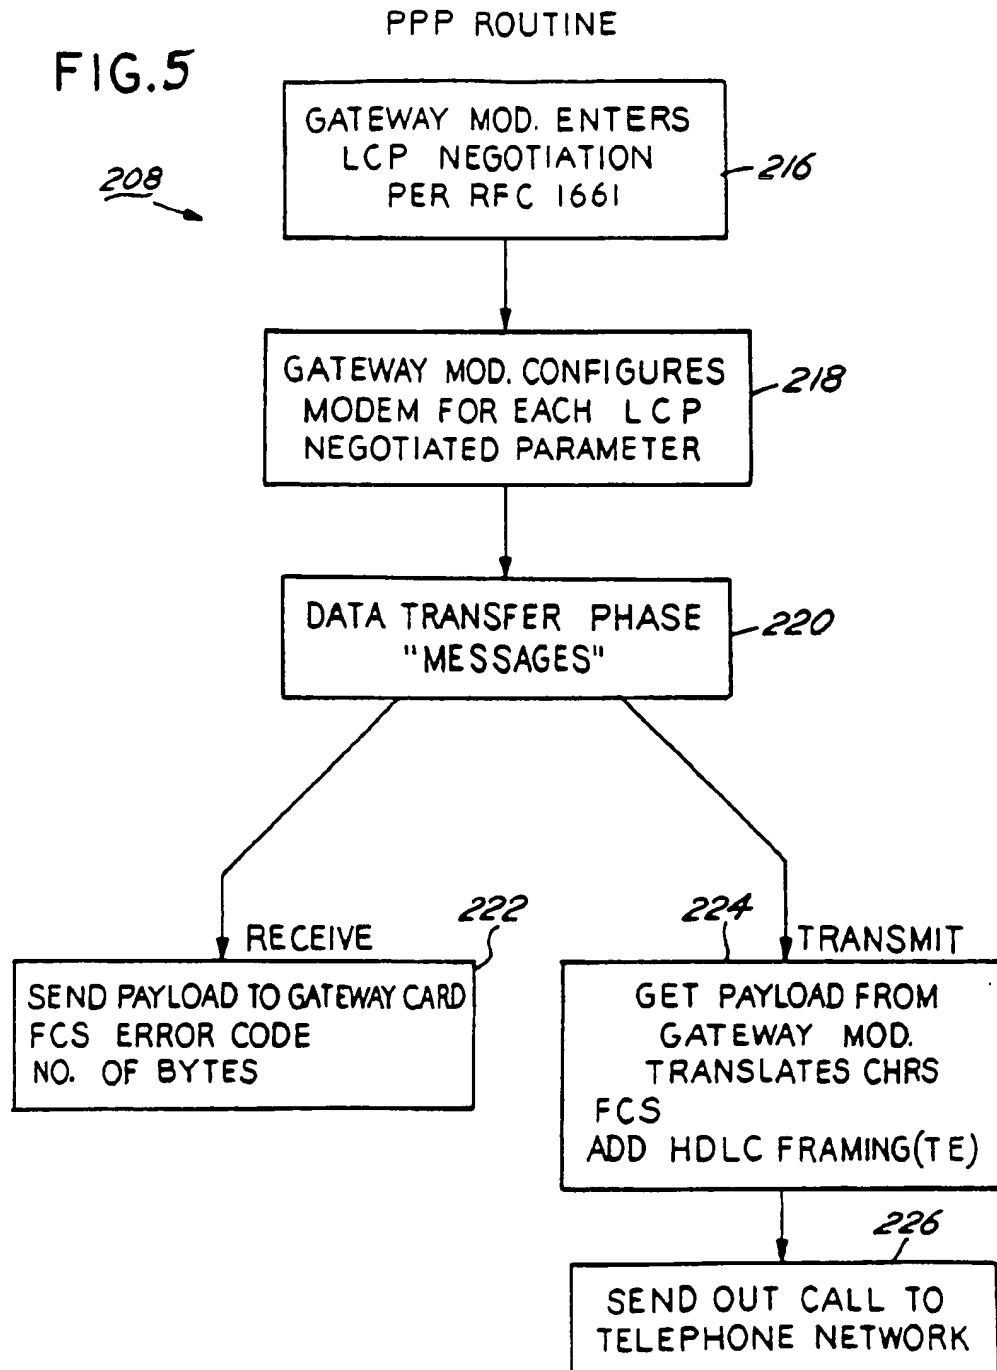 PPP ROUTINE
FIG.5
208
GATEWAY MOD. ENTERS
LCP NEGOTIATION
PER RFC 1661
216
GATEWAY MOD. CONFIGURES
MODEM FOR EACH LCP
NEGOTIATED PARAMETER
218
DATA TRANSFER PHASE
"MESSAGES"
220
RECEIVE
222
SEND PAYLOAD TO GATEWAY CARD
FCS ERROR CODE
NO. OF BYTES
224
TRANSMIT
GET PAYLOAD FROM
GATEWAY MOD.
TRANSLATES CHRS
FCS
ADD HDLC FRAMING(TE)
226
SEND OUT CALL TO
TELEPHONE NETWORK